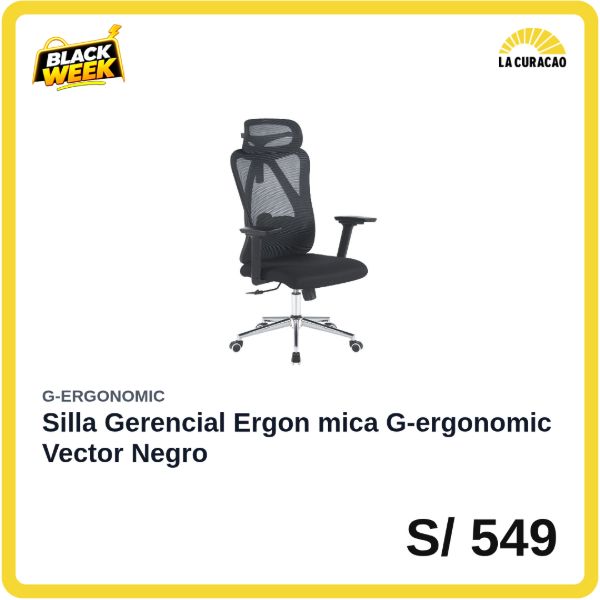 BLACK
WEEK
LA CURACAO
G-ERGONOMIC
Silla Gerencial Ergon mica G-ergonomic
Vector Negro
S/ 549